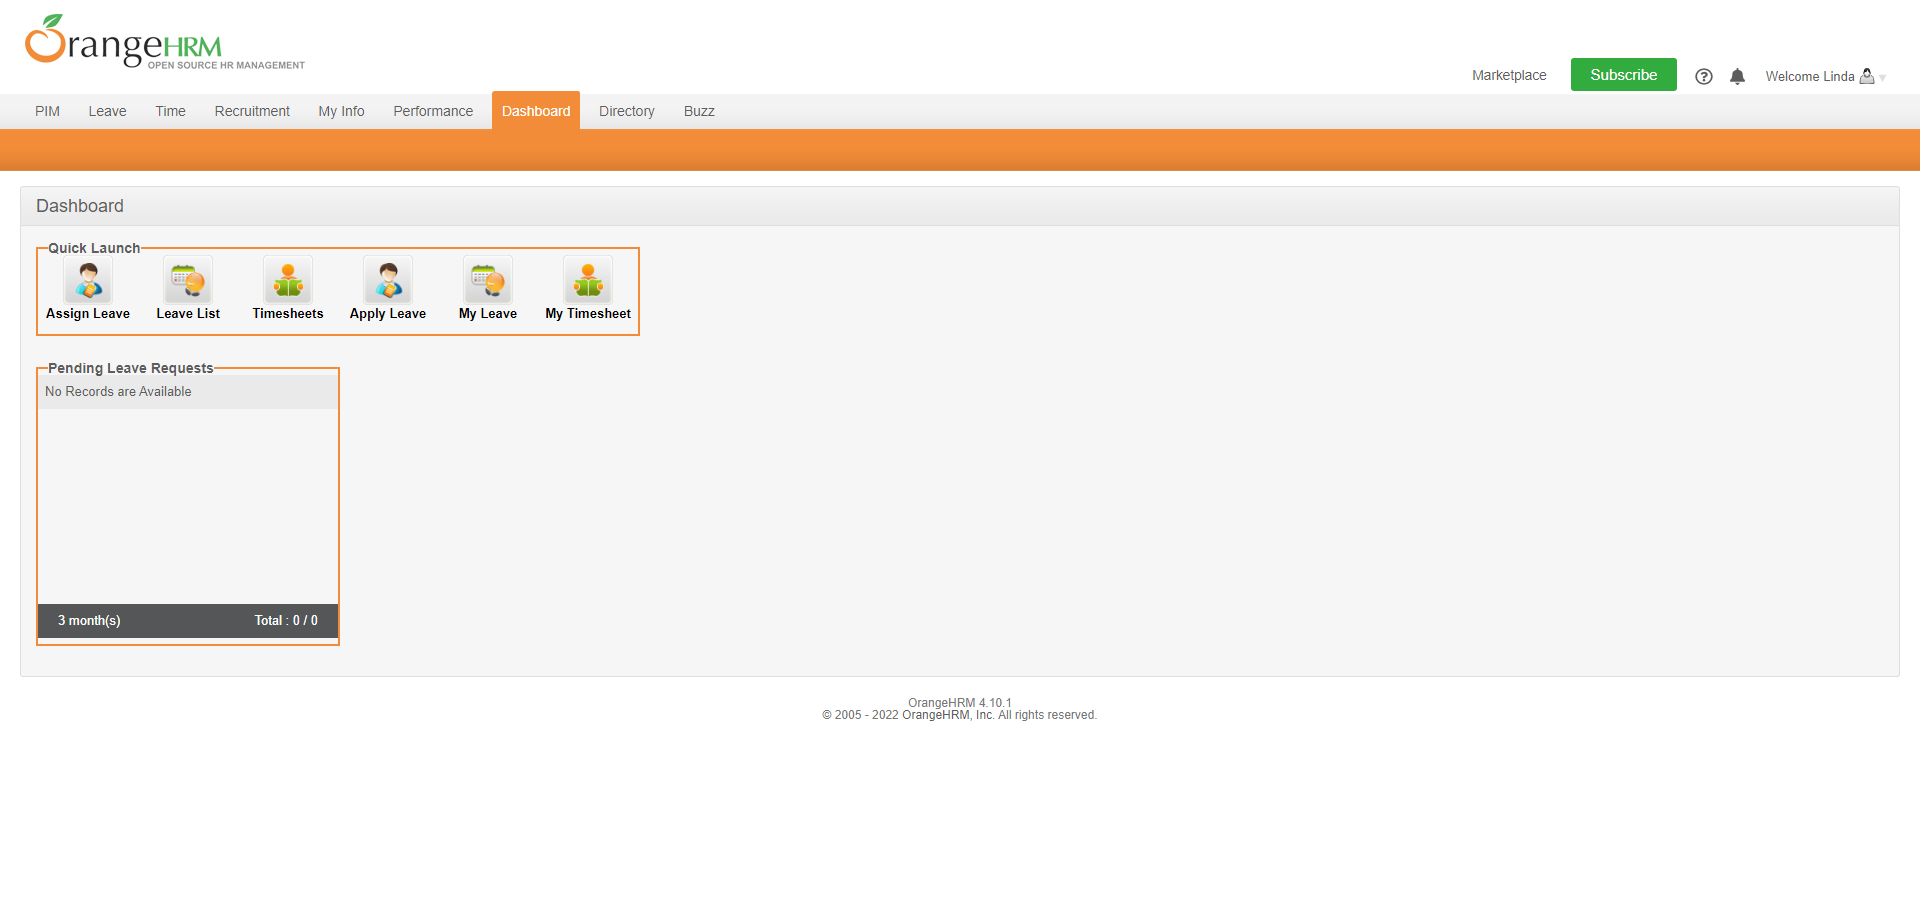 OrangeHRM
OPEN SOURCE HR MANAGEMENT
Marketplace
Subscribe
Welcome Linda
PIM
Leave
Time
Recruitment
My Info
Performance
Dashboard
Directory
Buzz
Dashboard
Quick Launch
Assign Leave
Leave List
Timesheets
Apply Leave
My Leave
My Timesheet
Pending Leave Requests
No Records are Available
3 month(s)
Total : 0 / 0
OrangeHRM 4.10.1
© 2005 - 2022 OrangeHRM, Inc. All rights reserved.